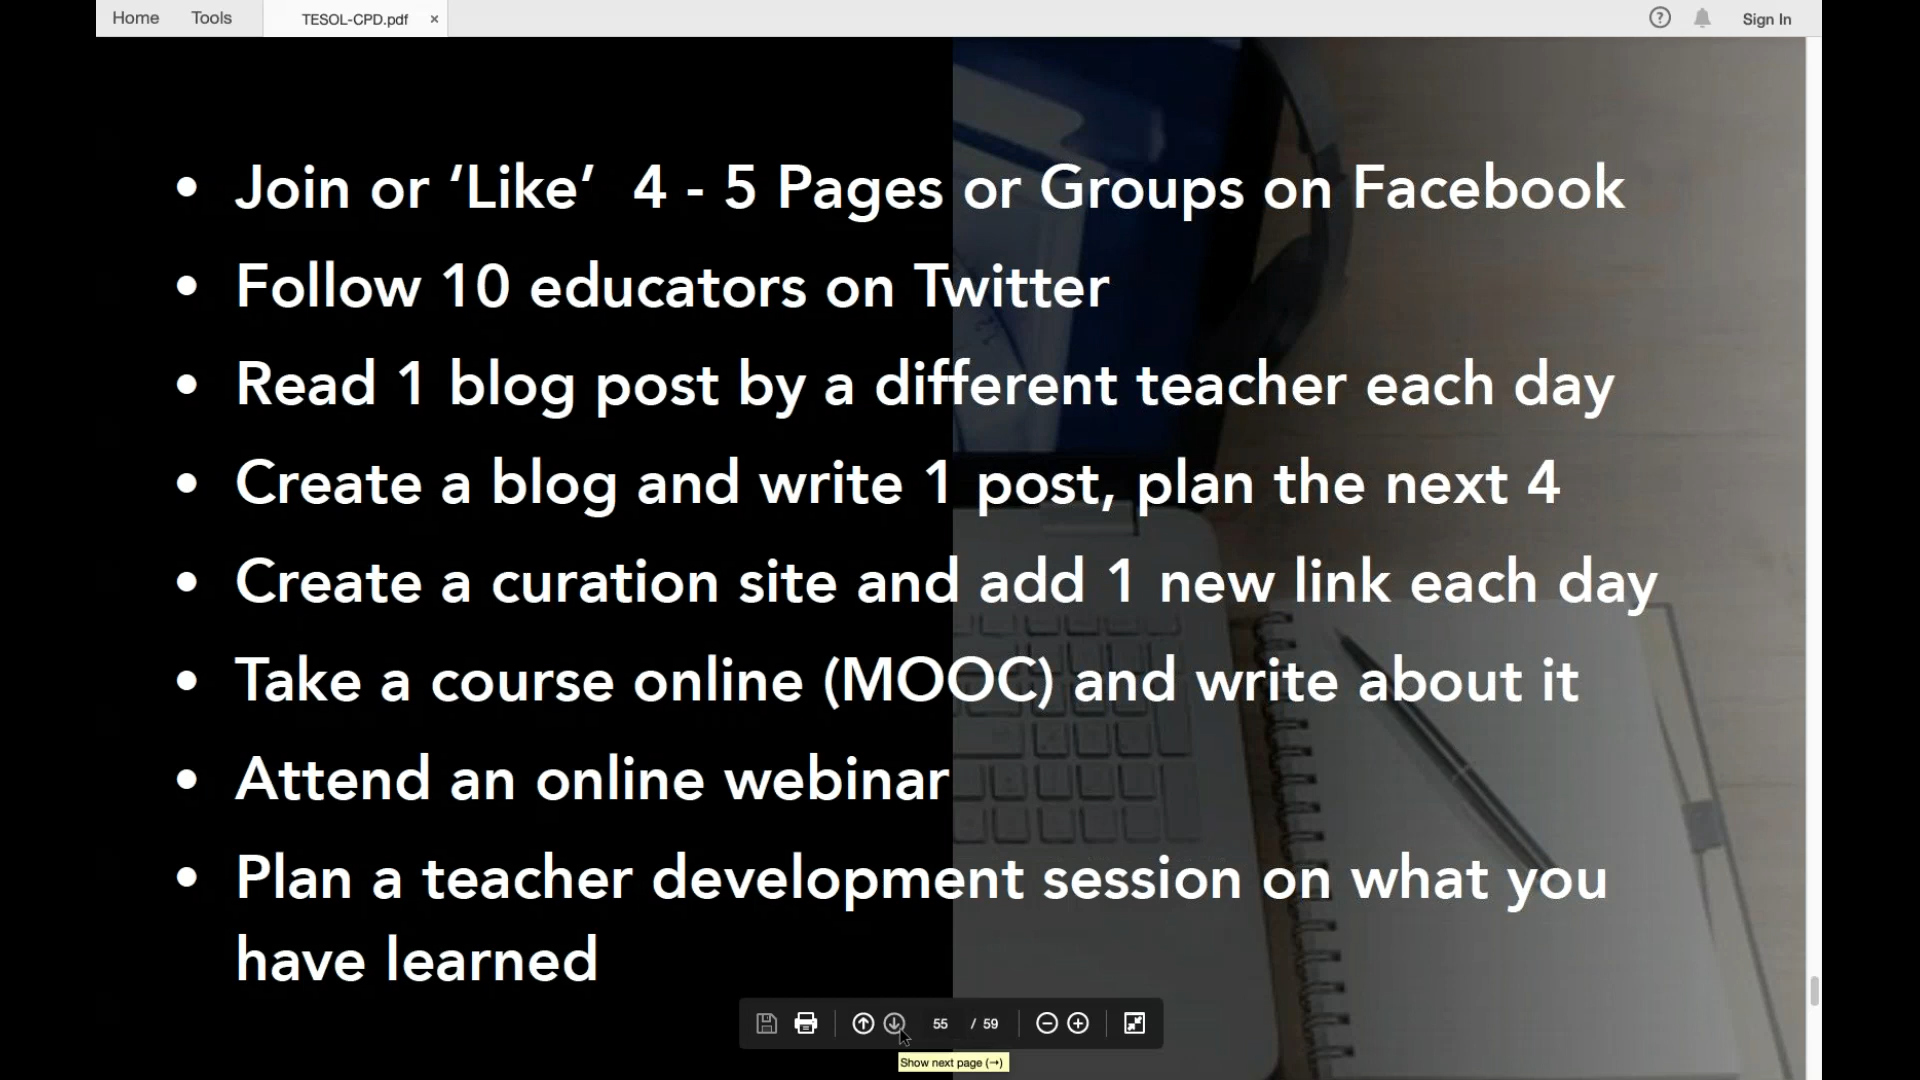 Home Tools TESOL-CPD.pdf × ? Sign In
• Join or ‘Like’ 4 - 5 Pages or Groups on Facebook
• Follow 10 educators on Twitter
• Read 1 blog post by a different teacher each day
• Create a blog and write 1 post, plan the next 4
• Create a curation site and add 1 new link each day
• Take a course online (MOOC) and write about it
• Attend an online webinar
• Plan a teacher development session on what you
have learned
55 / 59
Show next page (→)